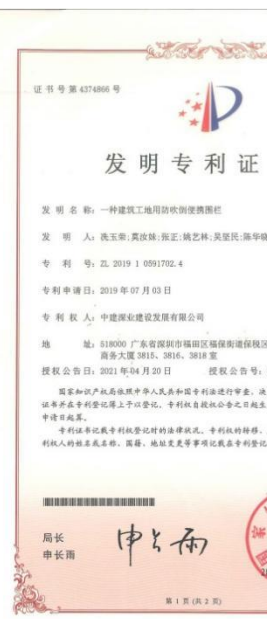 证书号第4374866号
发明专利证
发明名称：一种建筑工地用防吹倒便携围栏
发明人：冼玉荣;莫汝妹;张正;姚艺林;吴坚民;陈华晓
专利号：ZL 2019 1 0591702.4
专利申请日：2019年07月03日
专利权人：中建深业建设发展有限公司
地址：518000 广东省深圳市福田区福保街道保税区
商务大厦3815、3816、3818室
授权公告日：2021年04月20日 授权公告号：
国家知识产权局依照中华人民共和国专利法进行审查，决
证书并在专利登记簿上予以登记。专利权自授权公告之日起生
申请日起算。
专利证书记载专利权登记时的法律状况。专利权的转移、
利权人的姓名或名称、国籍、地址变更等事项记载在专利登记
局长
申长雨
申长雨
第1页(共2页)